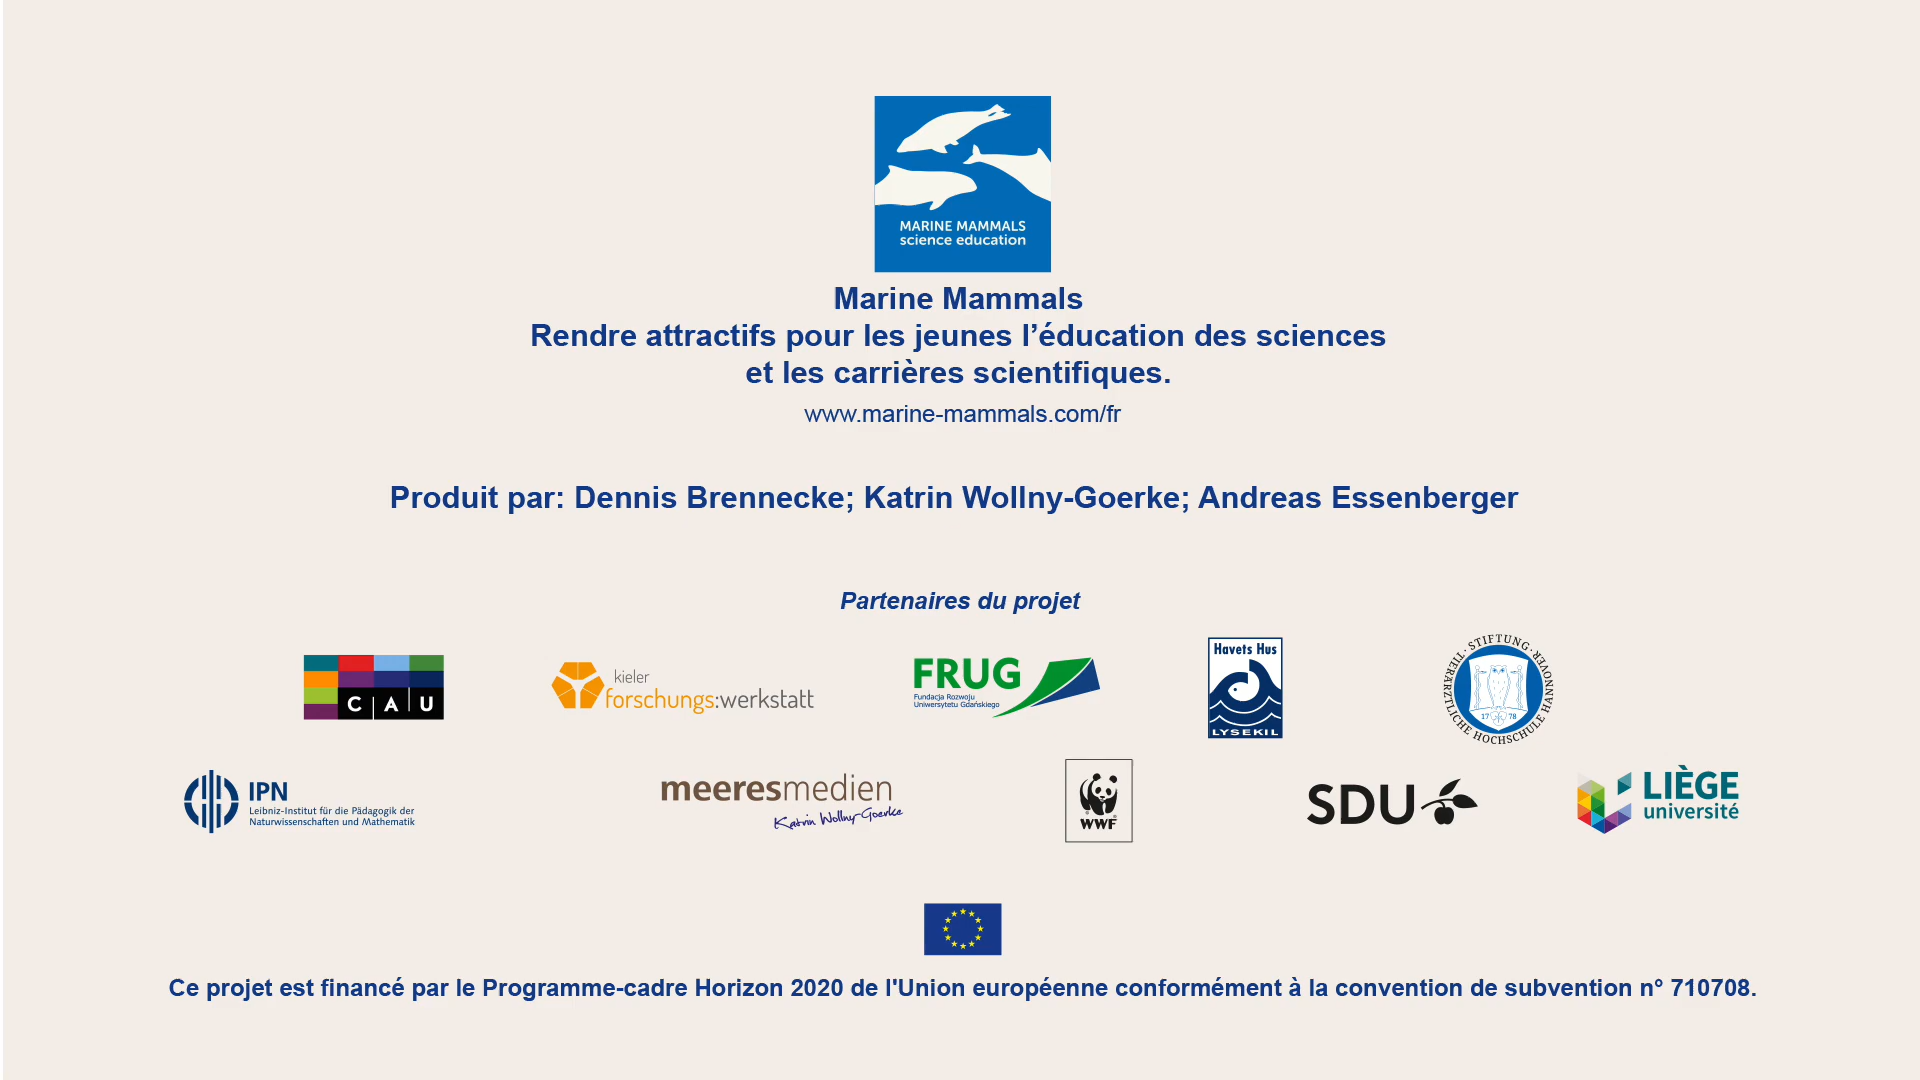 MARINE MAMMALS
science education
Marine Mammals
Rendre attractifs pour les jeunes l’éducation des sciences
et les carrières scientifiques.
www.marine-mammals.com/fr
Produit par: Dennis Brennecke; Katrin Wollny-Goerke; Andreas Essenberger
Partenaires du projet
C A U
kieler
forschungs:werkstatt
FRUG
Fundacja Rozwoju
Uniwersytetu Gdańskiego
Havets Hus
LYSEKIL
STIFTUNG · TIERÄRZTLICHE HOCHSCHULE HANNOVER ·
17 78
IPN
Leibniz-Institut für die Pädagogik der
Naturwissenschaften und Mathematik
meeresmedien
Katrin Wollny-Goerke
WWF
SDU
LIÈGE
université
Ce projet est financé par le Programme-cadre Horizon 2020 de l'Union européenne conformément à la convention de subvention n° 710708.